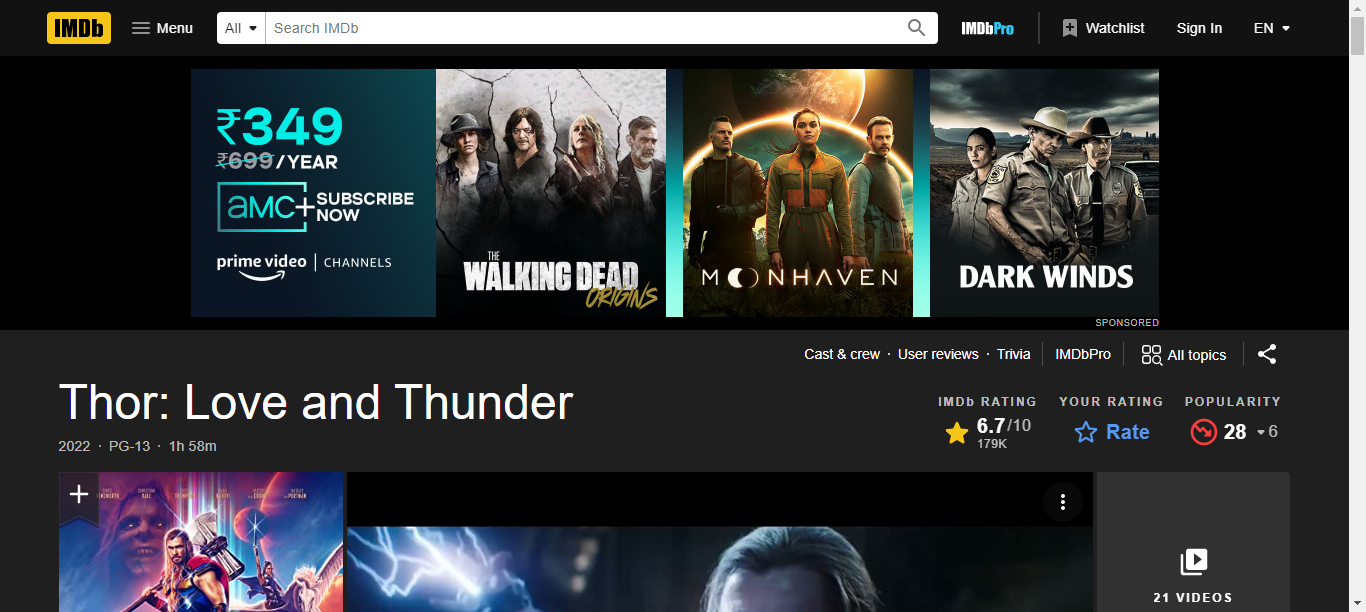 IMDb
Menu
All
Search IMDb
IMDbPro
Watchlist
Sign In
EN
₹349
₹699/YEAR
aMC+ SUBSCRIBE NOW
prime video | CHANNELS
THE WALKING DEAD ORIGINS
MOONHAVEN
DARK WINDS
SPONSORED
Cast & crew · User reviews · Trivia
IMDbPro
All topics
Thor: Love and Thunder
2022 · PG-13 · 1h 58m
IMDb RATING
6.7/10
179K
YOUR RATING
Rate
POPULARITY
28
6
21 VIDEOS